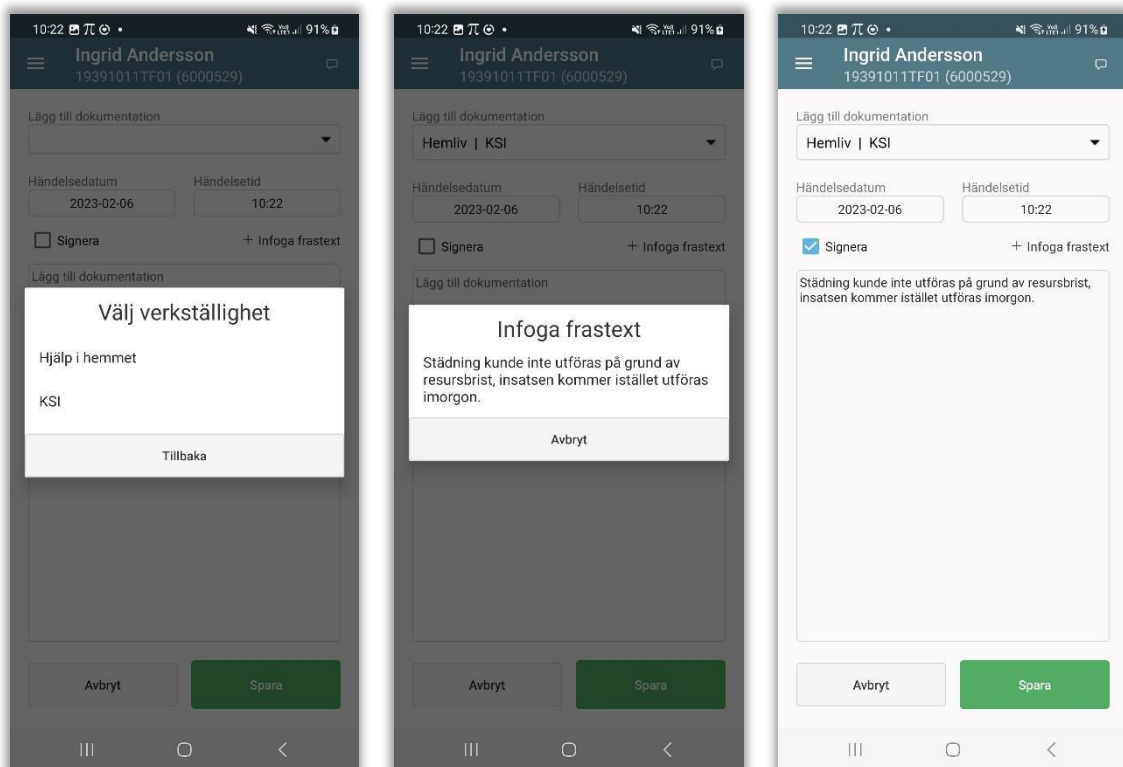 10:22
91%
Ingrid Andersson
19391011TF01 (6000529)
Lägg till dokumentation
Händelsedatum
Händelsetid
2023-02-06
10:22
Signera
+ Infoga frastext
Lägg till dokumentation
Välj verkställighet
Hjälp i hemmet
KSI
Tillbaka
Avbryt
Spara
10:22
91%
Ingrid Andersson
19391011TF01 (6000529)
Lägg till dokumentation
Hemliv | KSI
Händelsedatum
Händelsetid
2023-02-06
10:22
Signera
+ Infoga frastext
Lägg till dokumentation
Infoga frastext
Städning kunde inte utföras på grund av
resursbrist, insatsen kommer istället utföras
imorgon.
Avbryt
Avbryt
Spara
10:22
91%
Ingrid Andersson
19391011TF01 (6000529)
Lägg till dokumentation
Hemliv | KSI
Händelsedatum
Händelsetid
2023-02-06
10:22
Signera
+ Infoga frastext
Städning kunde inte utföras på grund av resursbrist,
insatsen kommer istället utföras imorgon.
Avbryt
Spara